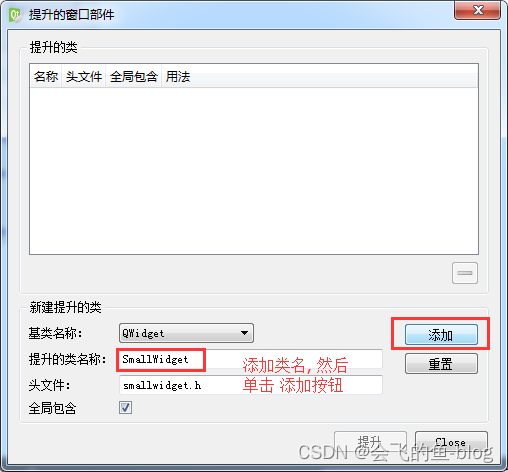 提升的窗口部件
提升的类
名称 头文件 全局包含 用法
新建提升的类
基类名称: QWidget 添加
提升的类名称: SmallWidget
添加类名, 然后
单击 添加按钮
重置
头文件: smallwidget.h
全局包含
提升 Close
CSDN @会飞的鱼-blog